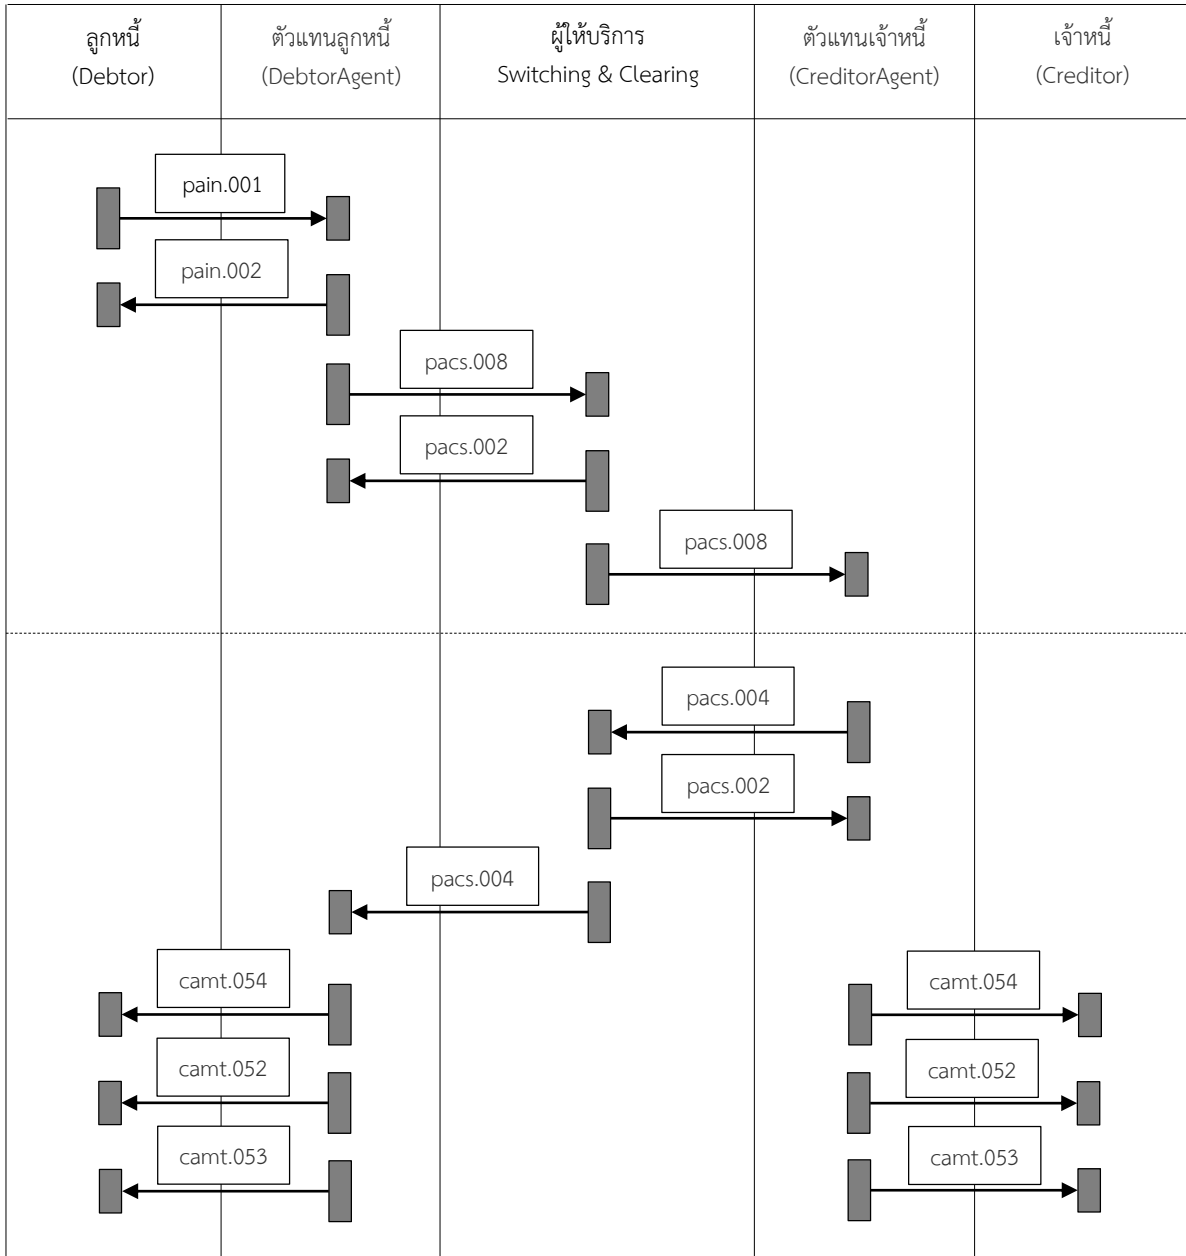 ลูกหนี้
(Debtor)
ตัวแทนลูกหนี้
(DebtorAgent)
ผู้ให้บริการ
Switching & Clearing
ตัวแทนเจ้าหนี้
(CreditorAgent)
เจ้าหนี้
(Creditor)
pain.001
pain.002
pacs.008
pacs.002
pacs.008
pacs.004
pacs.002
pacs.004
camt.054
camt.054
camt.052
camt.052
camt.053
camt.053